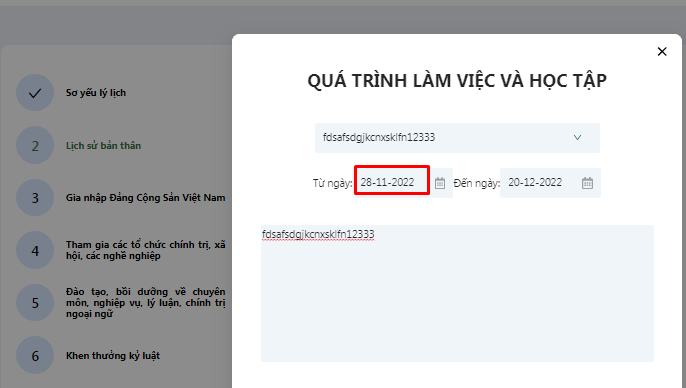 Sơ yếu lý lịch
2
Lịch sử bản thân
3
Gia nhập Đảng Cộng Sản Việt Nam
4
Tham gia các tổ chức chính trị, xã
hội, các nghề nghiệp
5
Đào tạo, bồi dưỡng về chuyên
môn, nghiệp vụ, lý luận, chính trị
ngoại ngữ
6
Khen thưởng kỷ luật
QUÁ TRÌNH LÀM VIỆC VÀ HỌC TẬP
fdsafsdgjkcnxsklfn12333
Từ ngày: 28-11-2022 Đến ngày: 20-12-2022
fdsafsdgjkcnxsklfn12333